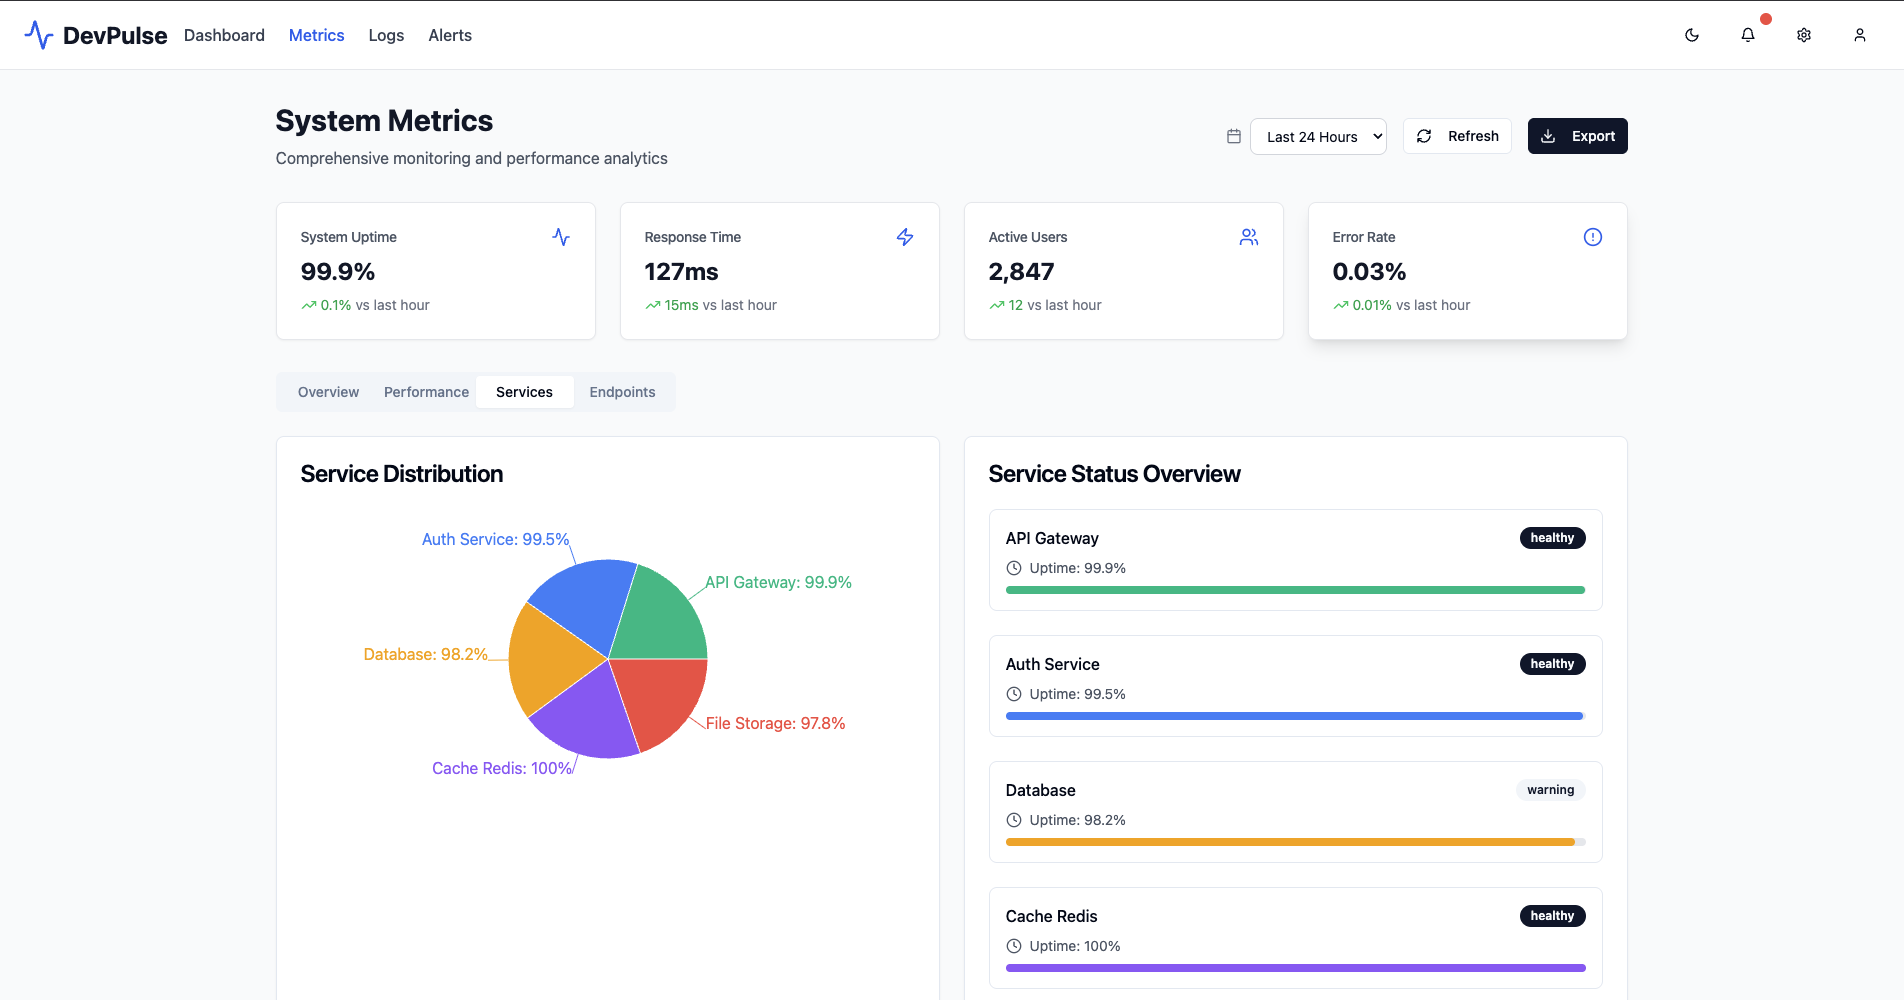 DevPulse Dashboard Metrics Logs Alerts
System Metrics
Comprehensive monitoring and performance analytics
Last 24 Hours
Refresh
Export
System Uptime
99.9%
0.1% vs last hour
Response Time
127ms
15ms vs last hour
Active Users
2,847
12 vs last hour
Error Rate
0.03%
0.01% vs last hour
Overview Performance Services Endpoints
Service Distribution
Auth Service: 99.5%
API Gateway: 99.9%
Database: 98.2%
File Storage: 97.8%
Cache Redis: 100%
Service Status Overview
API Gateway
healthy
Uptime: 99.9%
Auth Service
healthy
Uptime: 99.5%
Database
warning
Uptime: 98.2%
Cache Redis
healthy
Uptime: 100%